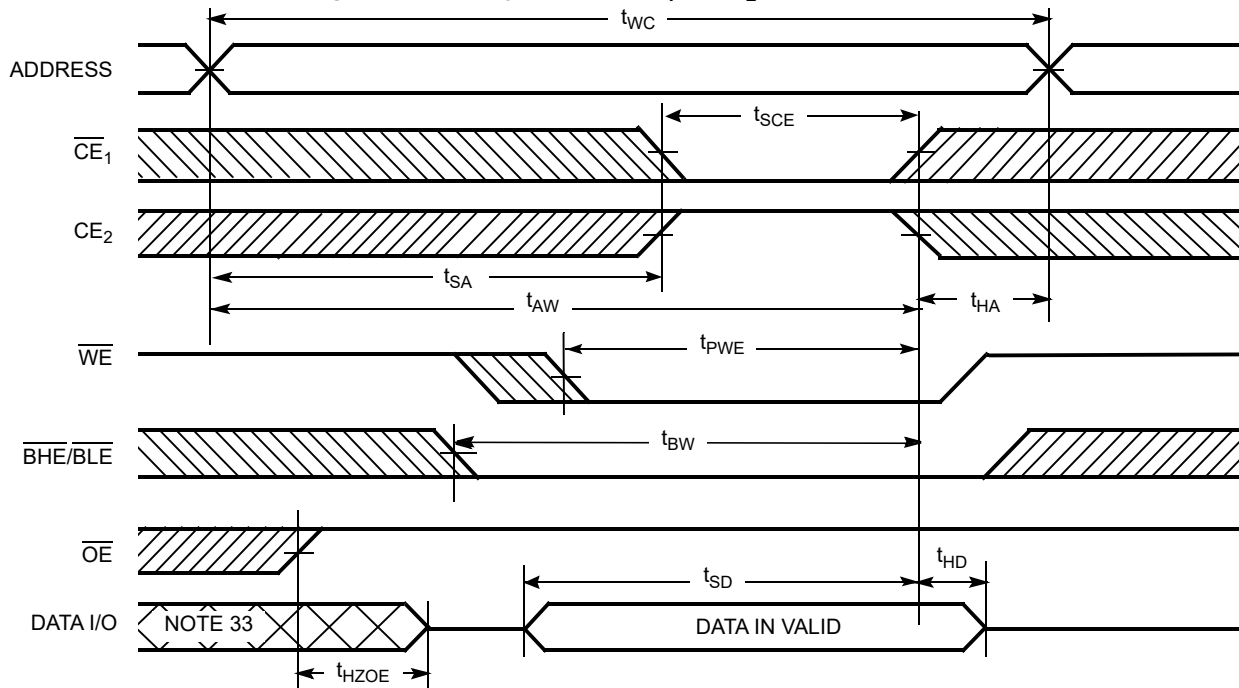 tWC
ADDRESS
tSCE
CE1
CE2
tSA
tAW
tHA
WE
tPWE
BHE/BLE
tBW
OE
tHD
tSD
DATA I/O
NOTE 33
DATA IN VALID
tHZOE